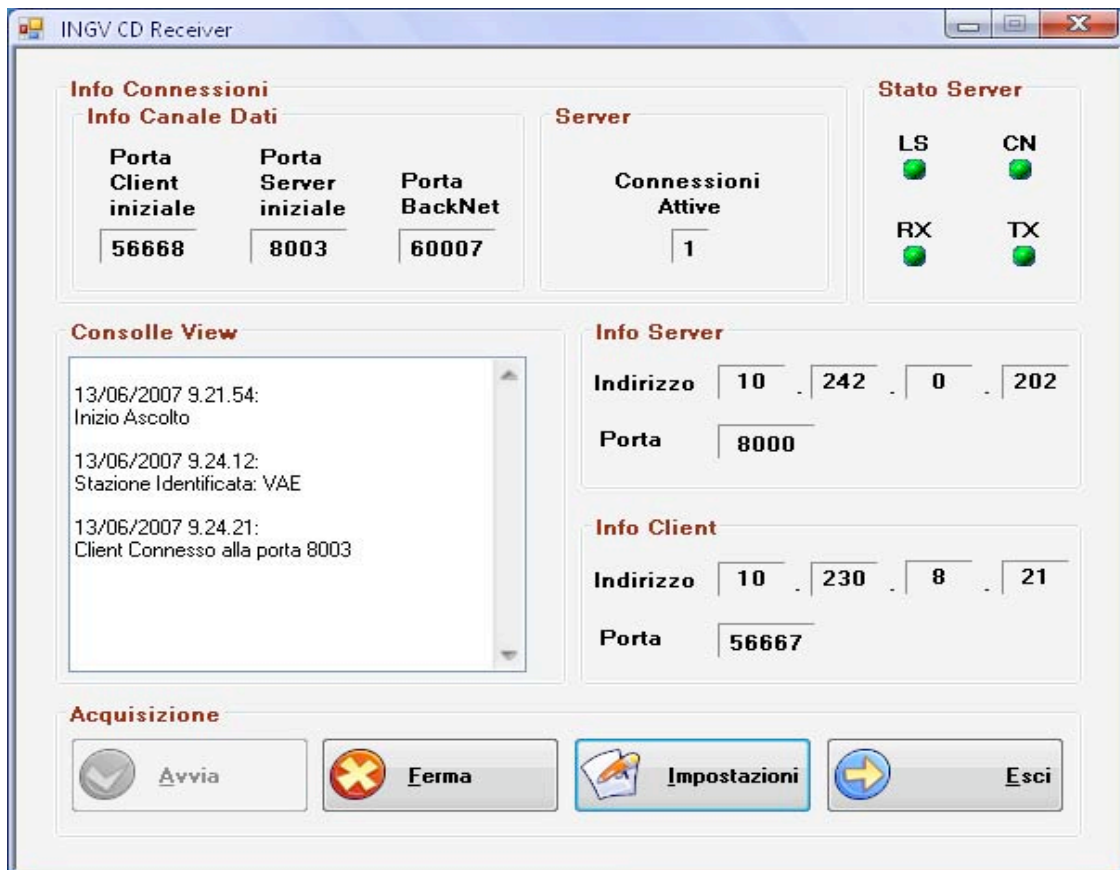 INGV CD Receiver
Info Connessioni
Info Canale Dati
Porta
Client
iniziale
56668
Porta
Server
iniziale
8003
Porta
BackNet
60007
Server
Connessioni
Attive
1
Stato Server
LS
CN
RX
TX
Consolle View
13/06/2007 9.21.54:
Inizio Ascolto
13/06/2007 9.24.12:
Stazione Identificata: VAE
13/06/2007 9.24.21:
Client Connesso alla porta 8003
Info Server
Indirizzo 10 . 242 . 0 . 202
Porta 8000
Info Client
Indirizzo 10 . 230 . 8 . 21
Porta 56667
Acquisizione
Avvia
Ferma
Impostazioni
Esci